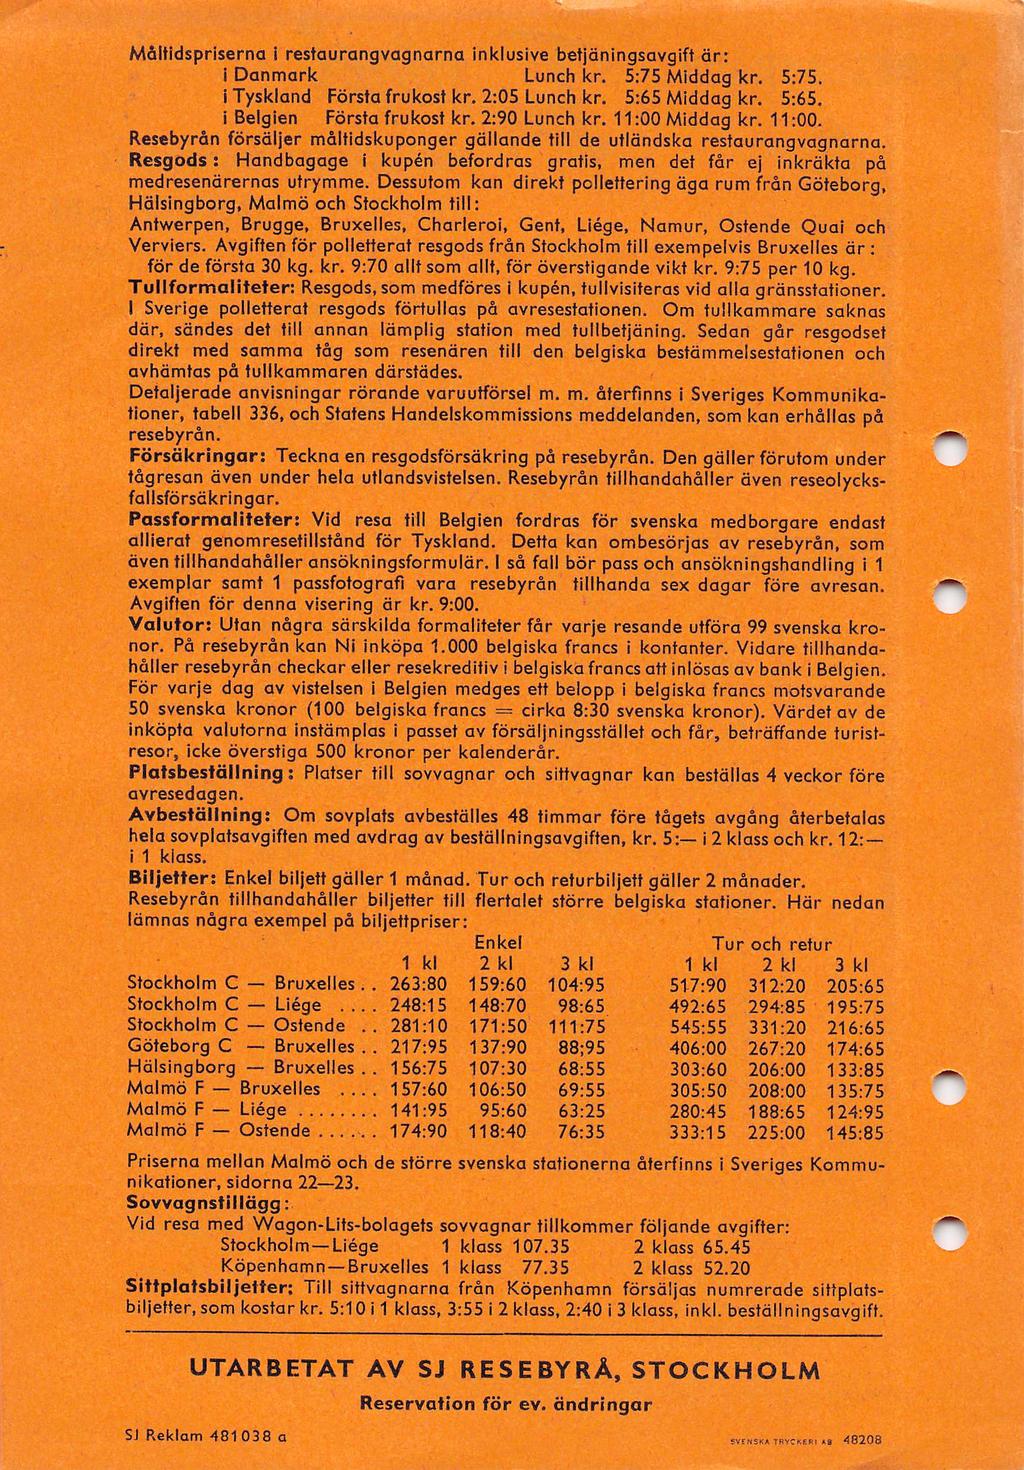 Måltidspriserna i restaurangvagnarna inklusive betjäningsavgift är:
i Danmark Lunch kr. 5:75 Middag kr. 5:75.
i Tyskland Första frukost kr. 2:05 Lunch kr. 5:65 Middag kr. 5:65.
i Belgien Första frukost kr. 2:90 Lunch kr. 11:00 Middag kr. 11:00.
Resebyrån försäljer måltidskuponger gällande till de utländska restaurangvagnarna.
Resgods: Handbagage i kupén befordras gratis, men det får ej inkräkta på
medresenärernas utrymme. Dessutom kan direkt pollettering äga rum från Göteborg,
Hälsingborg, Malmö och Stockholm till:
Antwerpen, Brugge, Bruxelles, Charleroi, Gent, Liége, Namur, Ostende Quai och
Verviers. Avgiften för polletterat resgods från Stockholm till exempelvis Bruxelles är :
för de första 30 kg. kr. 9:70 allt som allt, för överstigande vikt kr. 9:75 per 10 kg.
Tullformaliteter: Resgods, som medföres i kupén, tullvisiteras vid alla gränsstationer.
I Sverige polletterat resgods förtullas på avresestationen. Om tullkammare saknas
där, sändes det till annan lämplig station med tullbetjäning. Sedan går resgodset
direkt med samma tåg som resenären till den belgiska bestämmelsestationen och
avhämtas på tullkammaren därstädes.
Detaljerade anvisningar rörande varuutförsel m. m. återfinns i Sveriges Kommunika-
tioner, tabell 336, och Statens Handelskommissions meddelanden, som kan erhållas på
resebyrån.
Försäkringar: Teckna en resgodsförsäkring på resebyrån. Den gäller förutom under
tågresan även under hela utlandsvistelsen. Resebyrån tillhandahåller även reseolycks-
fallsförsäkringar.
Passformaliteter: Vid resa till Belgien fordras för svenska medborgare endast
allierat genomresetillstånd för Tyskland. Detta kan ombesörjas av resebyrån, som
även tillhandahåller ansökningsformulär. I så fall bör pass och ansökningshandling i 1
exemplar samt 1 passfotografi vara resebyrån tillhanda sex dagar före avresan.
Avgiften för denna visering är kr. 9:00.
Valutor: Utan några särskilda formaliteter får varje resande utföra 99 svenska kro-
nor. På resebyrån kan Ni inköpa 1.000 belgiska francs i kontanter. Vidare tillhanda-
håller resebyrån checkar eller resekreditiv i belgiska francs att inlösas av bank i Belgien.
För varje dag av vistelsen i Belgien medges ett belopp i belgiska francs motsvarande
50 svenska kronor (100 belgiska francs = cirka 8:30 svenska kronor). Värdet av de
inköpta valutorna instämplas i passet av försäljningsstället och får, beträffande turist-
resor, icke överstiga 500 kronor per kalenderår.
Platsbeställning: Platser till sovvagnar och sittvagnar kan beställas 4 veckor före
avresedagen.
Avbeställning: Om sovplats avbeställes 48 timmar före tågets avgång återbetalas
hela sovplatsavgiften med avdrag av beställningsavgiften, kr. 5:— i 2 klass och kr. 12:—
i 1 klass.
Biljetter: Enkel biljett gäller 1 månad. Tur och returbiljett gäller 2 månader.
Resebyrån tillhandahåller biljetter till flertalet större belgiska stationer. Här nedan
lämnas några exempel på biljettpriser:
Enkel Tur och retur
1 kl 2 kl 3 kl 1 kl 2 kl 3 kl
Stockholm C — Bruxelles . . 263:80 159:60 104:95 517:90 312:20 205:65
Stockholm C — Liége . . . . 248:15 148:70 98:65 492:65 294:85 195:75
Stockholm C — Ostende . . 281:10 171:50 111:75 545:55 331:20 216:65
Göteborg C — Bruxelles . . 217:95 137:90 88;95 406:00 267:20 174:65
Hälsingborg — Bruxelles . . 156:75 107:30 68:55 303:60 206:00 133:85
Malmö F — Bruxelles . . . . 157:60 106:50 69:55 305:50 208:00 135:75
Malmö F — Liége . . . . . . . . 141:95 95:60 63:25 280:45 188:65 124:95
Malmö F — Ostende . . . . . . 174:90 118:40 76:35 333:15 225:00 145:85
Priserna mellan Malmö och de större svenska stationerna återfinns i Sveriges Kommu-
nikationer, sidorna 22—23.
Sovvagnstillägg:
Vid resa med Wagon-Lits-bolagets sovvagnar tillkommer följande avgifter:
Stockholm—Liége 1 klass 107.35 2 klass 65.45
Köpenhamn—Bruxelles 1 klass 77.35 2 klass 52.20
Sittplatsbiljetter: Till sittvagnarna från Köpenhamn försäljas numrerade sittplats-
biljetter, som kostar kr. 5:10 i 1 klass, 3:55 i 2 klass, 2:40 i 3 klass, inkl. beställningsavgift.
UTARBETAT AV SJ RESEBYRÅ, STOCKHOLM
Reservation för ev. ändringar
SJ Reklam 481038 a
SVENSKA TRYCKERI AB 48208